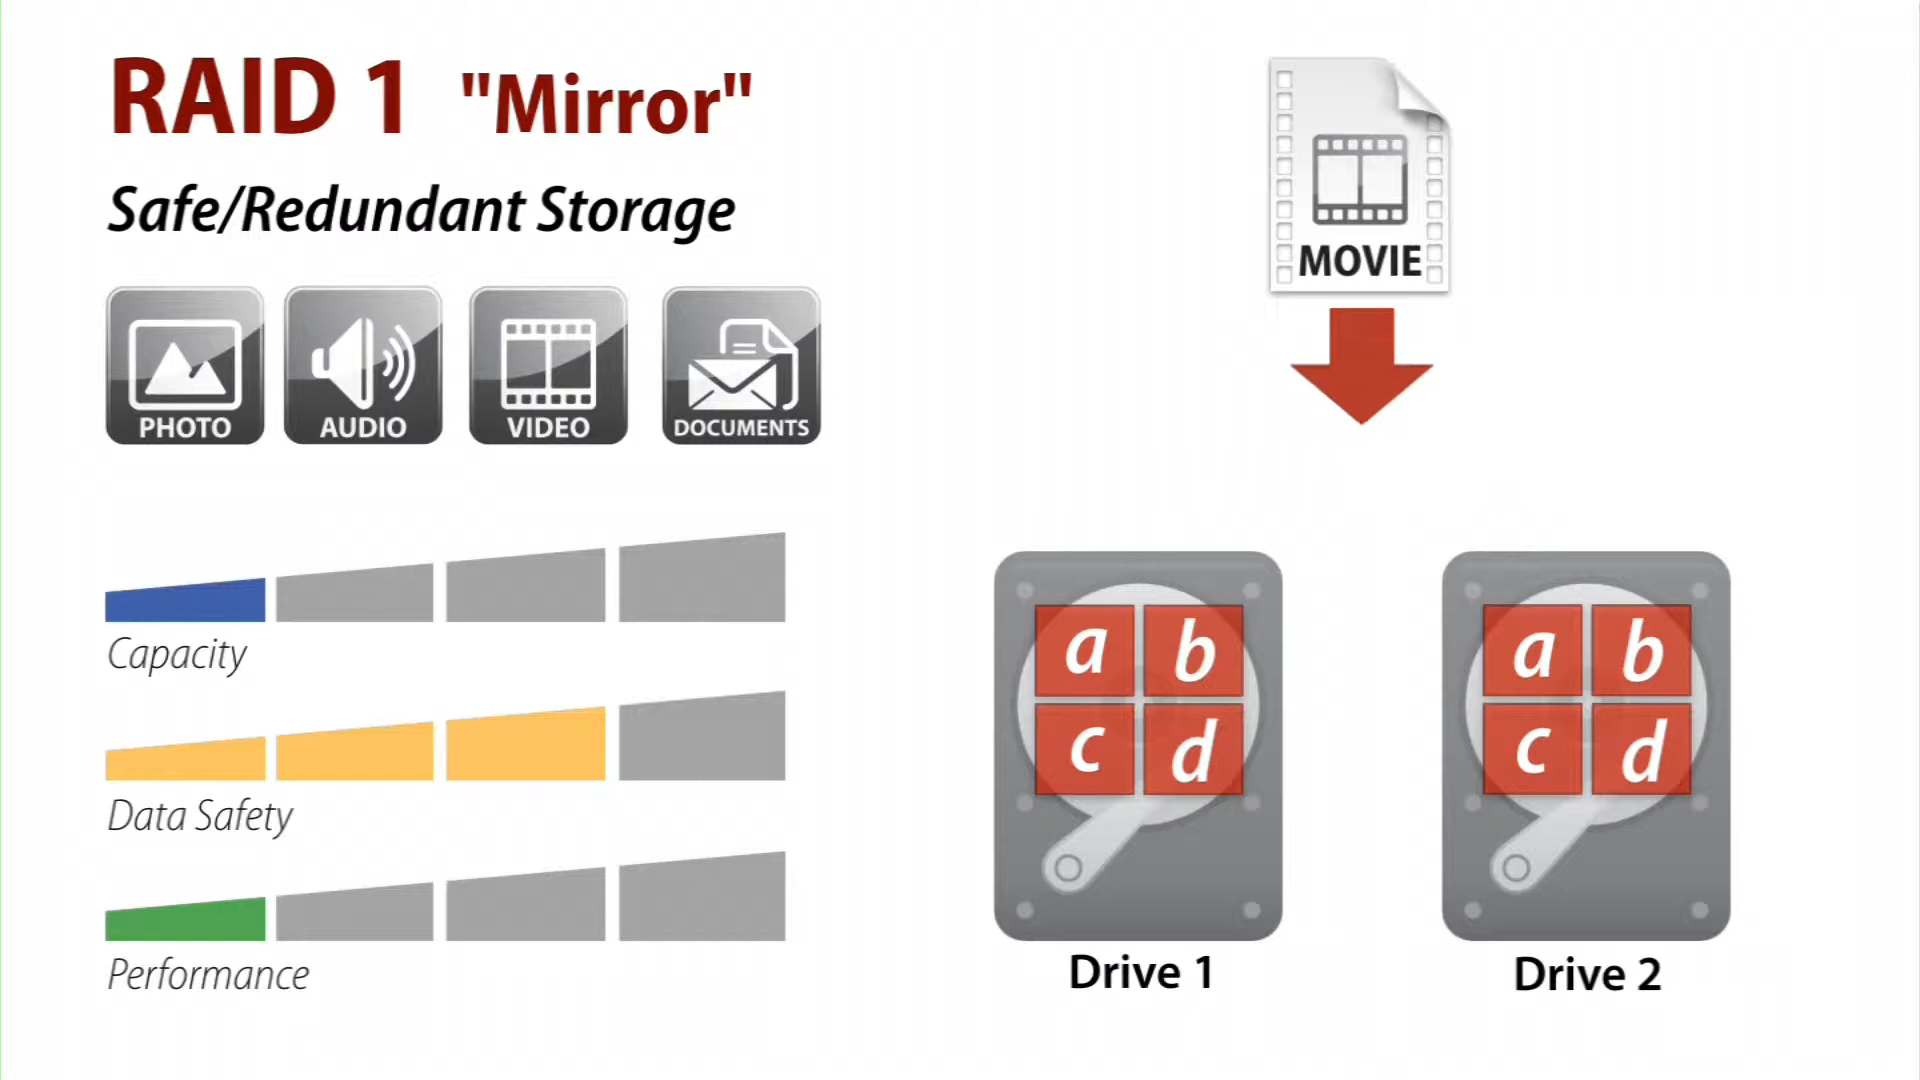 RAID 1 "Mirror"
Safe/Redundant Storage
PHOTO
AUDIO
VIDEO
DOCUMENTS
Capacity
Data Safety
Performance
MOVIE
a b
c d
Drive 1
a b
c d
Drive 2